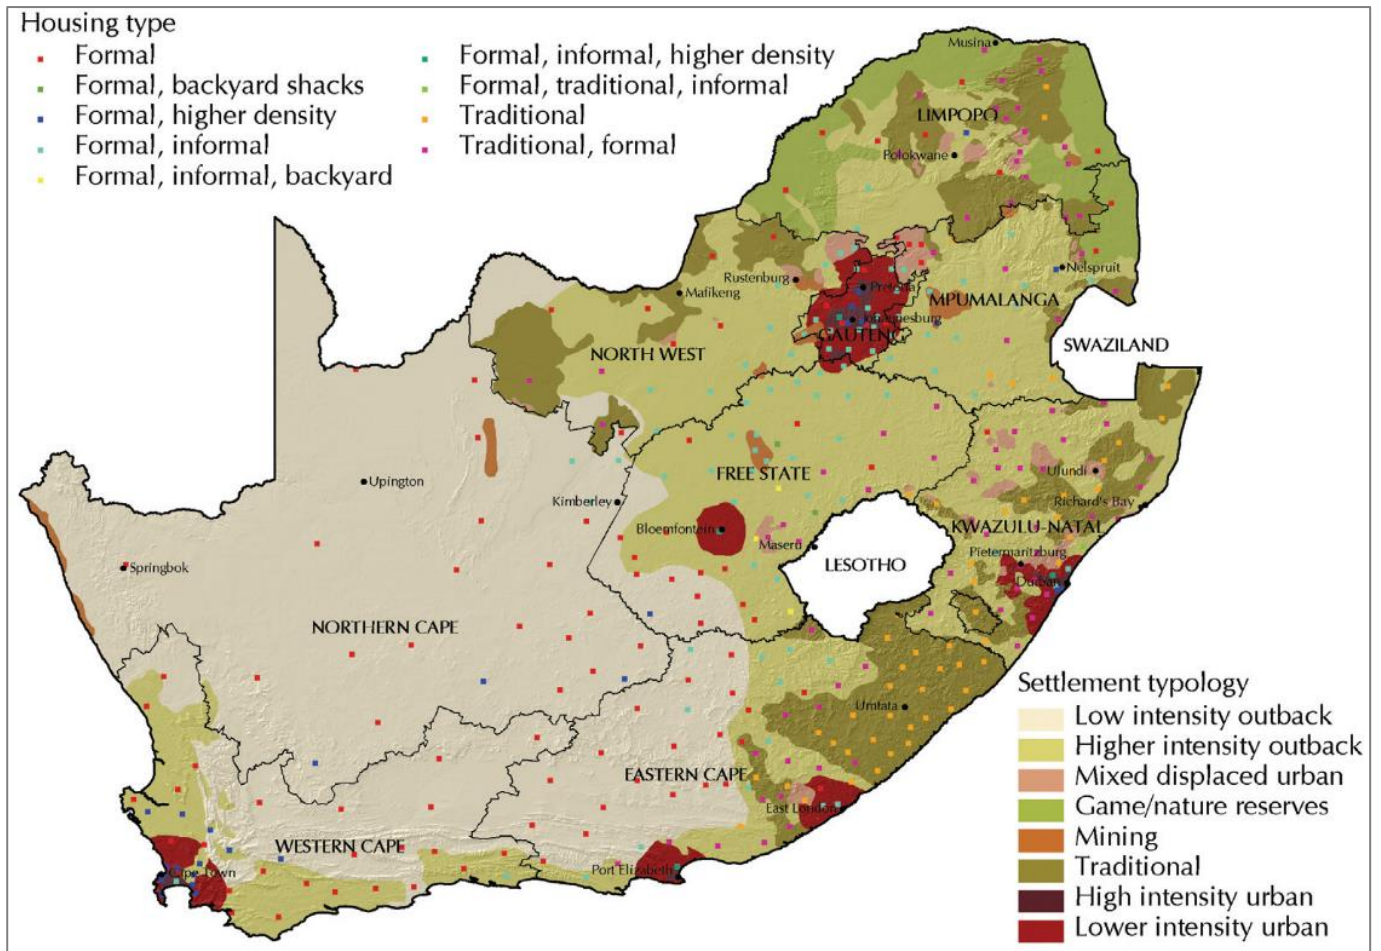 Housing type
Formal
Formal, backyard shacks
Formal, higher density
Formal, informal
Formal, informal, backyard
Formal, informal, higher density
Formal, traditional, informal
Traditional
Traditional, formal
Musina
LIMPOPO
Polokwane
Rustenburg
Mafikeng
Pretoria
Nelspruit
MPUMALANGA
Johannesburg
GAUTENG
NORTH WEST
SWAZILAND
Upington
Kimberley
FREE STATE
Ulundi
Richard's Bay
Bloemfontein
Maseru
KWAZULU-NATAL
Pietermaritzburg
Durban
LESOTHO
Springbok
NORTHERN CAPE
Umtata
EASTERN CAPE
East London
WESTERN CAPE
Port Elizabeth
Cape Town
Settlement typology
Low intensity outback
Higher intensity outback
Mixed displaced urban
Game/nature reserves
Mining
Traditional
High intensity urban
Lower intensity urban